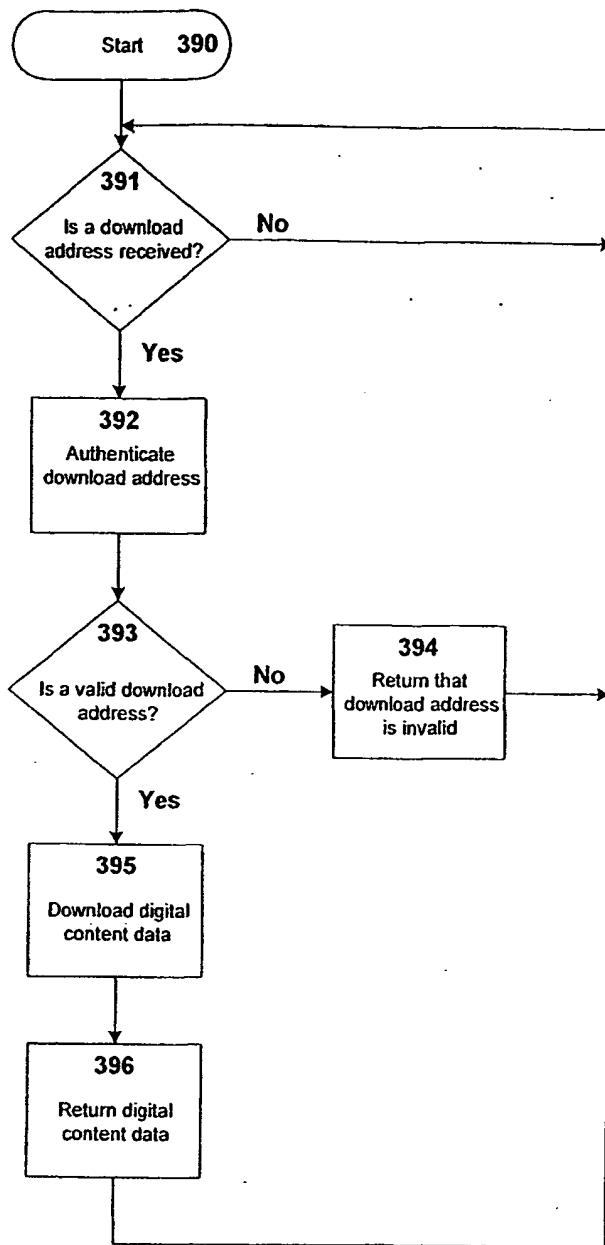 Start 390
391
Is a download
address received?
No
Yes
392
Authenticate
download address
393
Is a valid download
address?
No
394
Return that
download address
is invalid
Yes
395
Download digital
content data
396
Return digital
content data